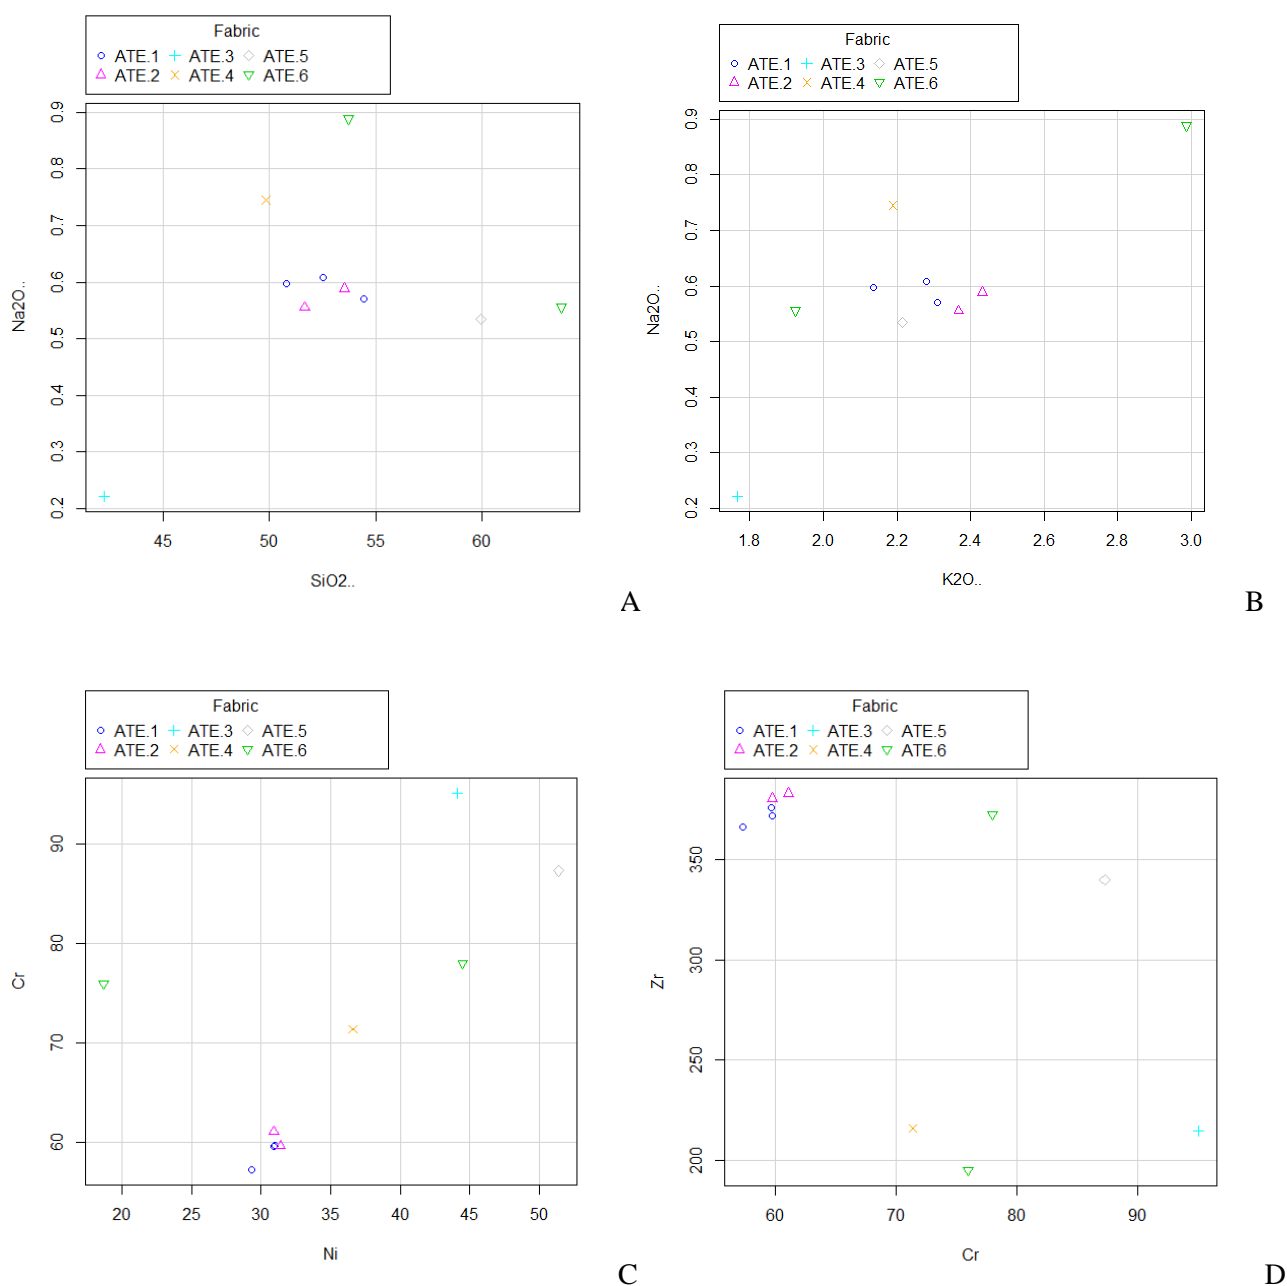 Fabric
ATE.1 ATE.3 ATE.5
ATE.2 ATE.4 ATE.6
0.9
0.8
0.7
0.6
0.5
0.4
0.3
0.2
Na2O..
45 50 55 60
SiO2..
A
Fabric
ATE.1 ATE.3 ATE.5
ATE.2 ATE.4 ATE.6
0.9
0.8
0.7
0.6
0.5
0.4
0.3
0.2
Na2O..
1.8 2.0 2.2 2.4 2.6 2.8 3.0
K2O..
B
Fabric
ATE.1 ATE.3 ATE.5
ATE.2 ATE.4 ATE.6
90
80
70
60
Cr
20 25 30 35 40 45 50
Ni
C
Fabric
ATE.1 ATE.3 ATE.5
ATE.2 ATE.4 ATE.6
350
300
250
200
Zr
60 70 80 90
Cr
D